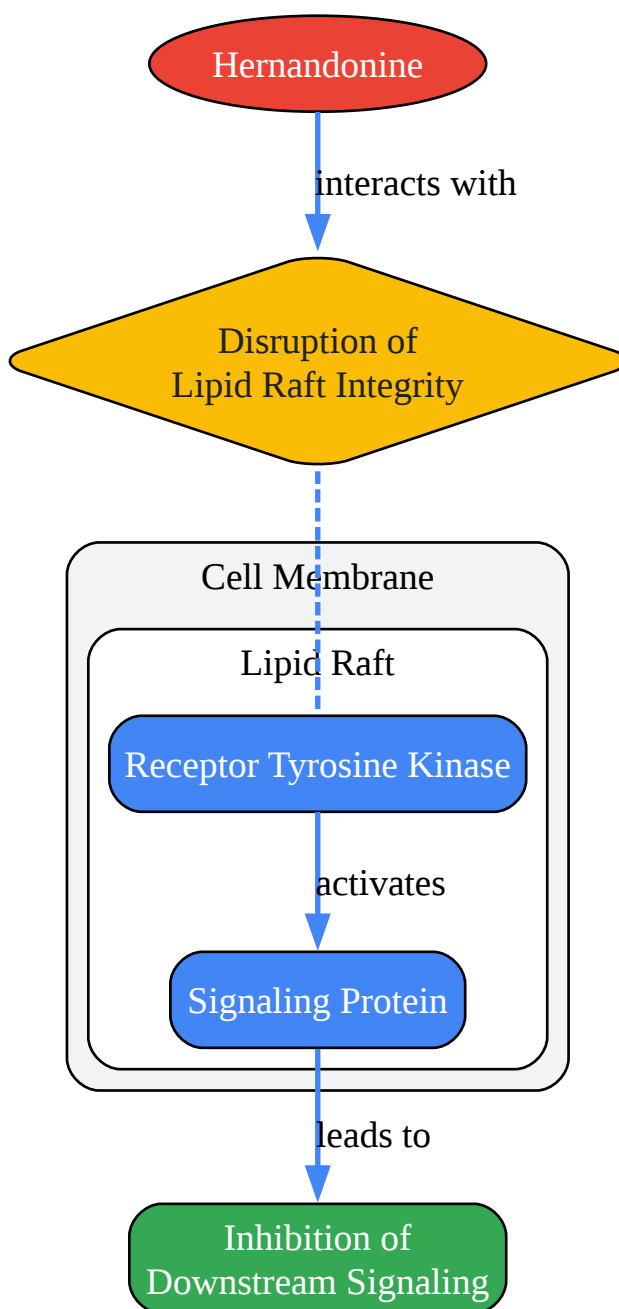 Hernandonine
interacts with
Disruption of
Lipid Raft Integrity
Cell Membrane
Lipid Raft
Receptor Tyrosine Kinase
activates
Signaling Protein
leads to
Inhibition of
Downstream Signaling